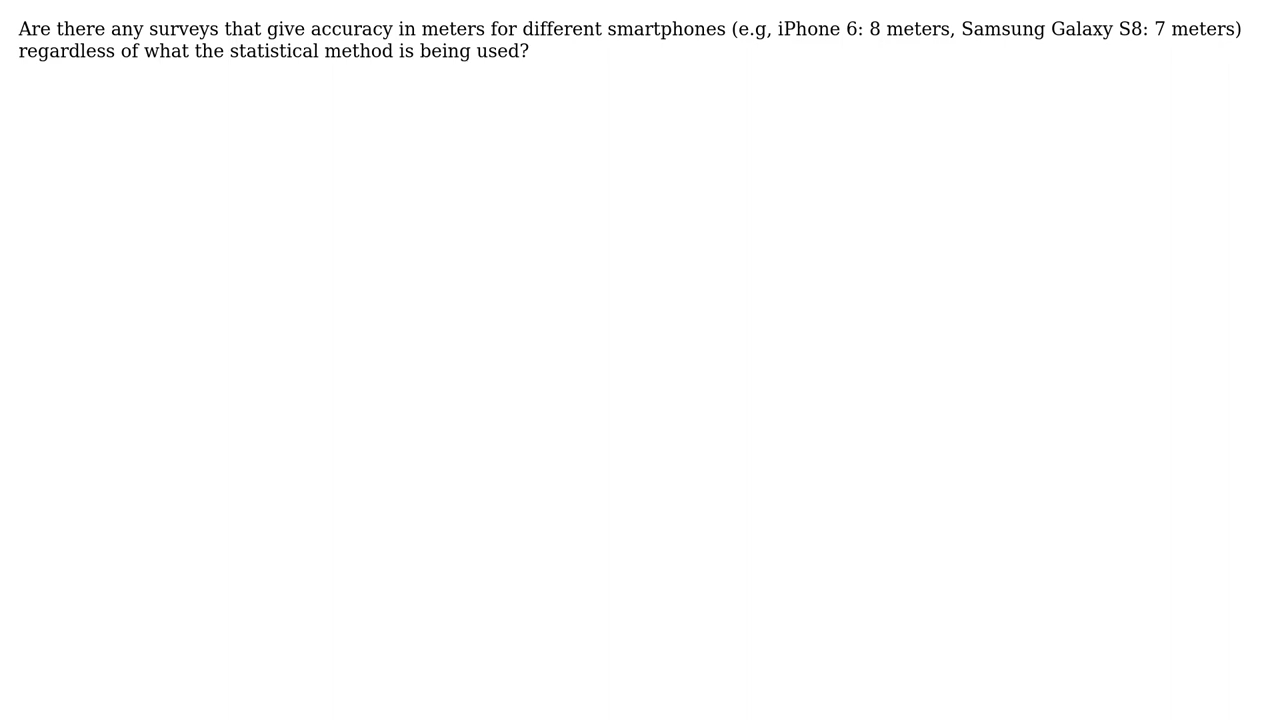 Are there any surveys that give accuracy in meters for different smartphones (e.g, iPhone 6: 8 meters, Samsung Galaxy S8: 7 meters)
regardless of what the statistical method is being used?